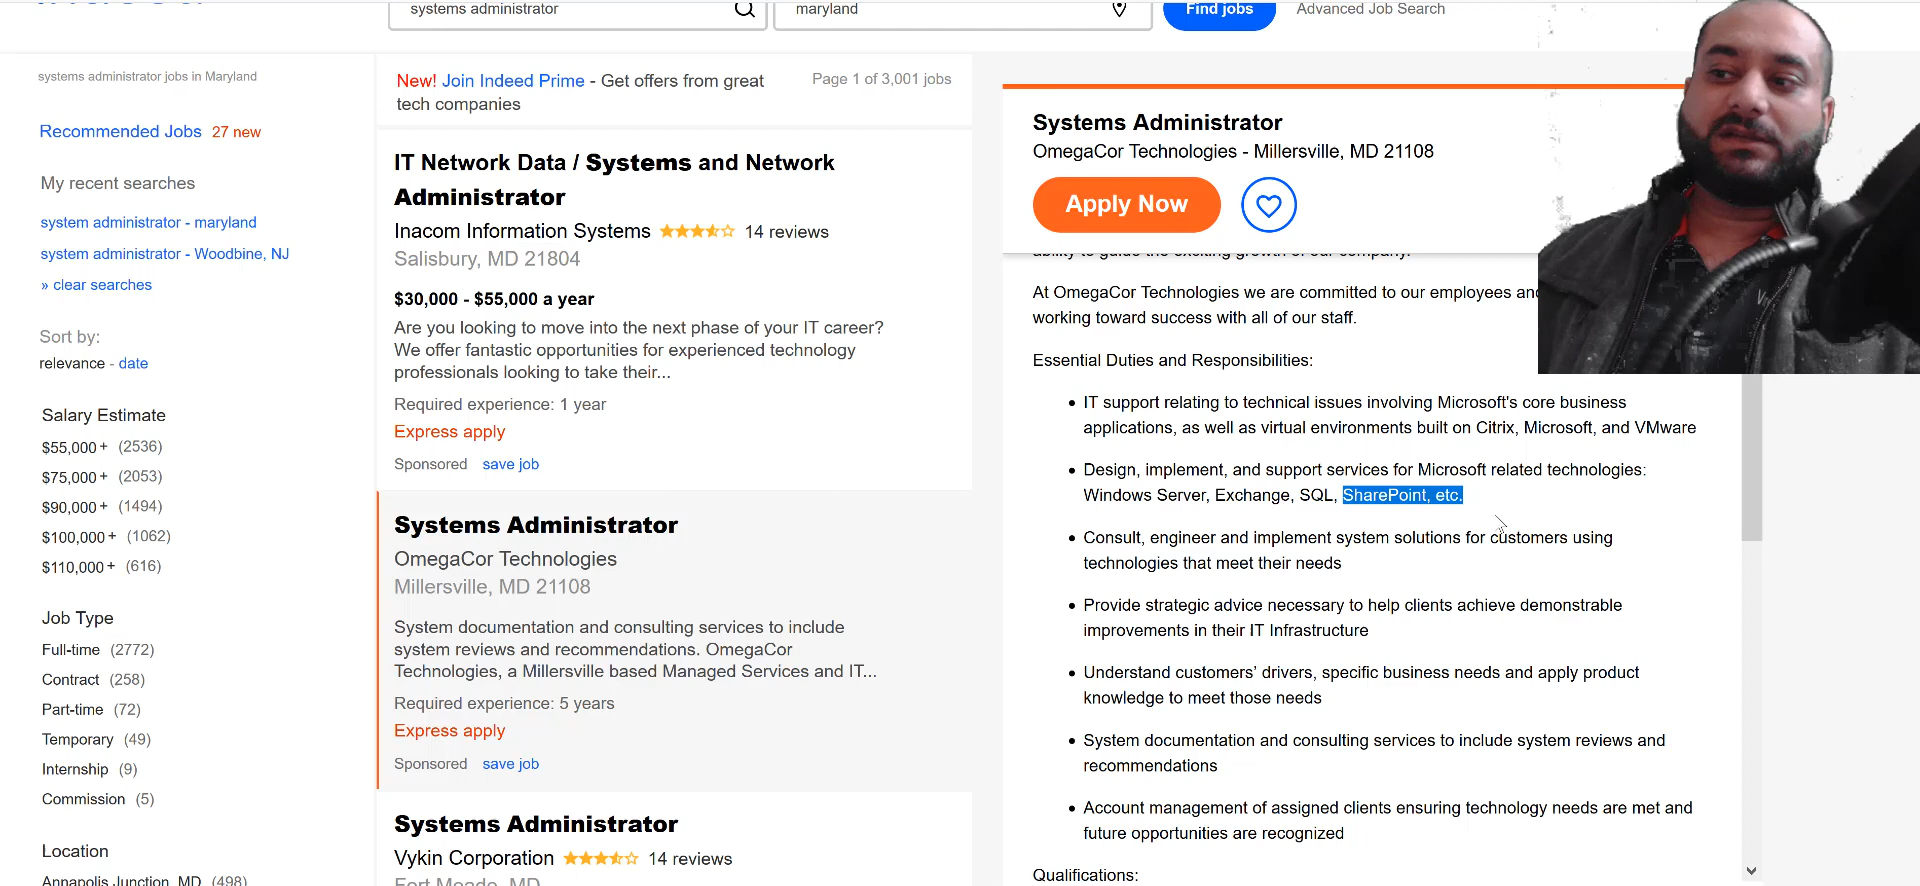 systems administrator
maryland
Find jobs
Advanced Job Search
systems administrator jobs in Maryland
Recommended Jobs 27 new
My recent searches
system administrator - maryland
system administrator - Woodbine, NJ
» clear searches
Sort by:
relevance - date
Salary Estimate
$55,000+ (2536)
$75,000+ (2053)
$90,000+ (1494)
$100,000+ (1062)
$110,000+ (616)
Job Type
Full-time (2772)
Contract (258)
Part-time (72)
Temporary (49)
Internship (9)
Commission (5)
Location
Annapolis Junction, MD (498)
New! Join Indeed Prime - Get offers from great
tech companies
Page 1 of 3,001 jobs
IT Network Data / Systems and Network
Administrator
Inacom Information Systems 14 reviews
Salisbury, MD 21804
$30,000 - $55,000 a year
Are you looking to move into the next phase of your IT career?
We offer fantastic opportunities for experienced technology
professionals looking to take their...
Required experience: 1 year
Express apply
Sponsored save job
Systems Administrator
OmegaCor Technologies
Millersville, MD 21108
System documentation and consulting services to include
system reviews and recommendations. OmegaCor
Technologies, a Millersville based Managed Services and IT...
Required experience: 5 years
Express apply
Sponsored save job
Systems Administrator
Vykin Corporation 14 reviews
Fort Meade, MD
Systems Administrator
OmegaCor Technologies - Millersville, MD 21108
Apply Now
ability to guide the exciting growth of our company.
At OmegaCor Technologies we are committed to our employees and
working toward success with all of our staff.
Essential Duties and Responsibilities:
• IT support relating to technical issues involving Microsoft's core business
applications, as well as virtual environments built on Citrix, Microsoft, and VMware
• Design, implement, and support services for Microsoft related technologies:
Windows Server, Exchange, SQL, SharePoint, etc.
• Consult, engineer and implement system solutions for customers using
technologies that meet their needs
• Provide strategic advice necessary to help clients achieve demonstrable
improvements in their IT Infrastructure
• Understand customers’ drivers, specific business needs and apply product
knowledge to meet those needs
• System documentation and consulting services to include system reviews and
recommendations
• Account management of assigned clients ensuring technology needs are met and
future opportunities are recognized
Qualifications: